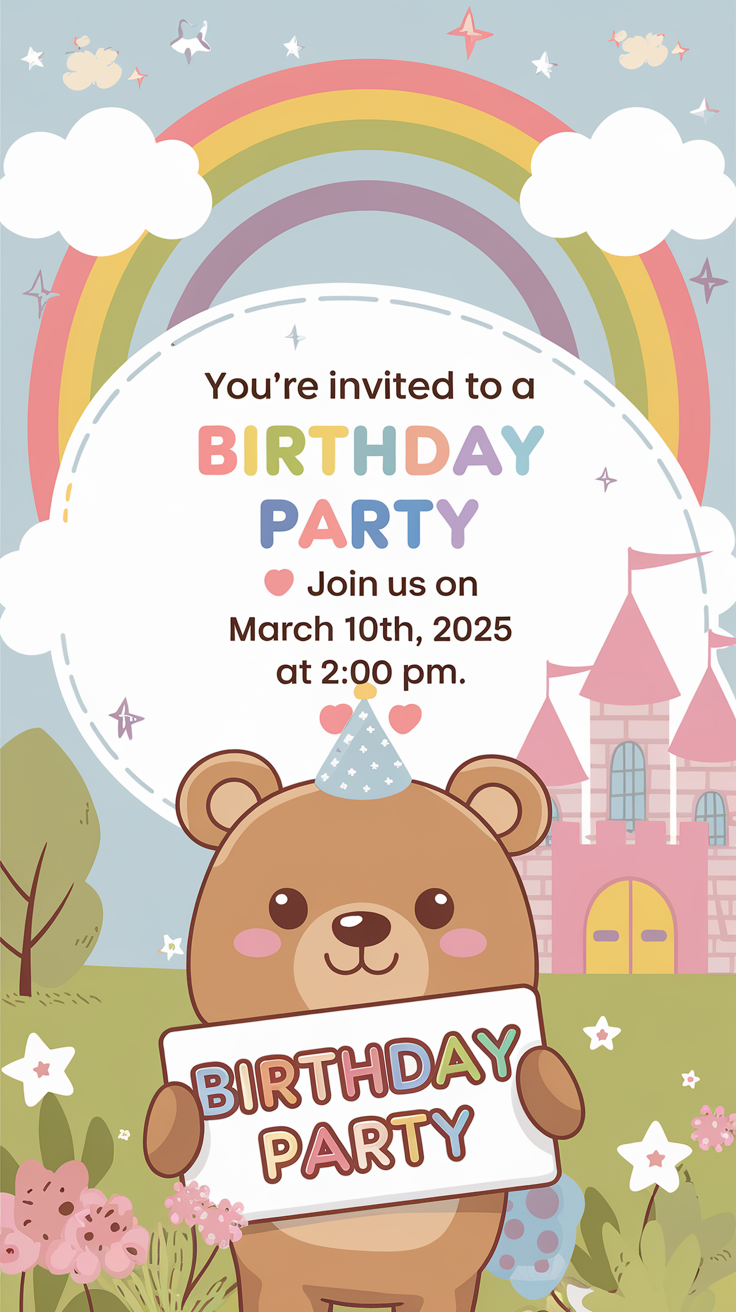 You're invited to a
BIRTHDAY
PARTY
Join us on
March 10th, 2025
at 2:00 pm.
BIRTHDAY
PARTY